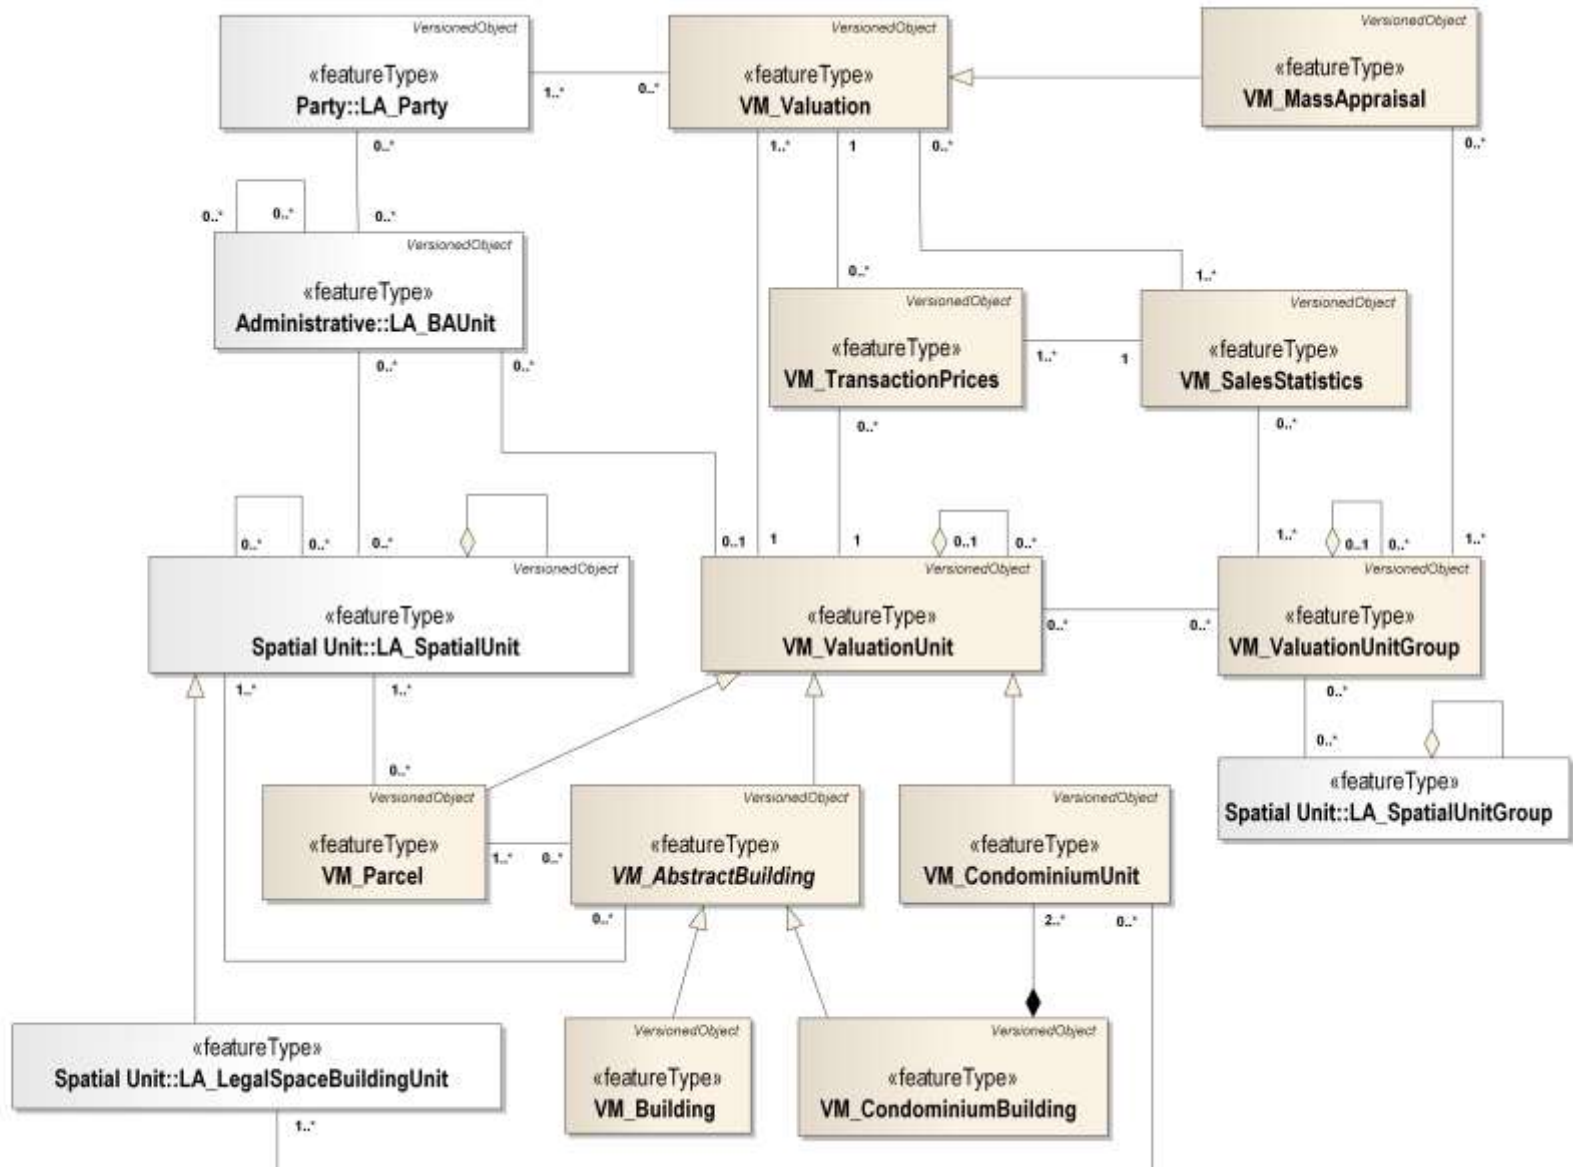 VersionedObject
«featureType»
Party::LA_Party
VersionedObject
«featureType»
VM_Valuation
VersionedObject
«featureType»
VM_MassAppraisal
1..*
0..*
0..*
1..*
1
0..*
0..*
0..*
0..*
0..*
VersionedObject
«featureType»
Administrative::LA_BAUnit
0..*
1..*
VersionedObject
«featureType»
VM_TransactionPrices
1..*
1
VersionedObject
«featureType»
VM_SalesStatistics
0..*
0..*
0..*
0..*
0..*
0..*
0..*
0..1
1
1
0..1
0..*
1..*
0..1
0..*
1..*
VersionedObject
«featureType»
Spatial Unit::LA_SpatialUnit
VersionedObject
«featureType»
VM_ValuationUnit
0..*
0..*
VersionedObject
«featureType»
VM_ValuationUnitGroup
1..*
1..*
0..*
0..*
0..*
«featureType»
Spatial Unit::LA_SpatialUnitGroup
VersionedObject
«featureType»
VM_Parcel
1..*
0..*
VersionedObject
«featureType»
VM_AbstractBuilding
VersionedObject
«featureType»
VM_CondominiumUnit
0..*
2..*
0..*
«featureType»
Spatial Unit::LA_LegalSpaceBuildingUnit
VersionedObject
«featureType»
VM_Building
VersionedObject
«featureType»
VM_CondominiumBuilding
1..*